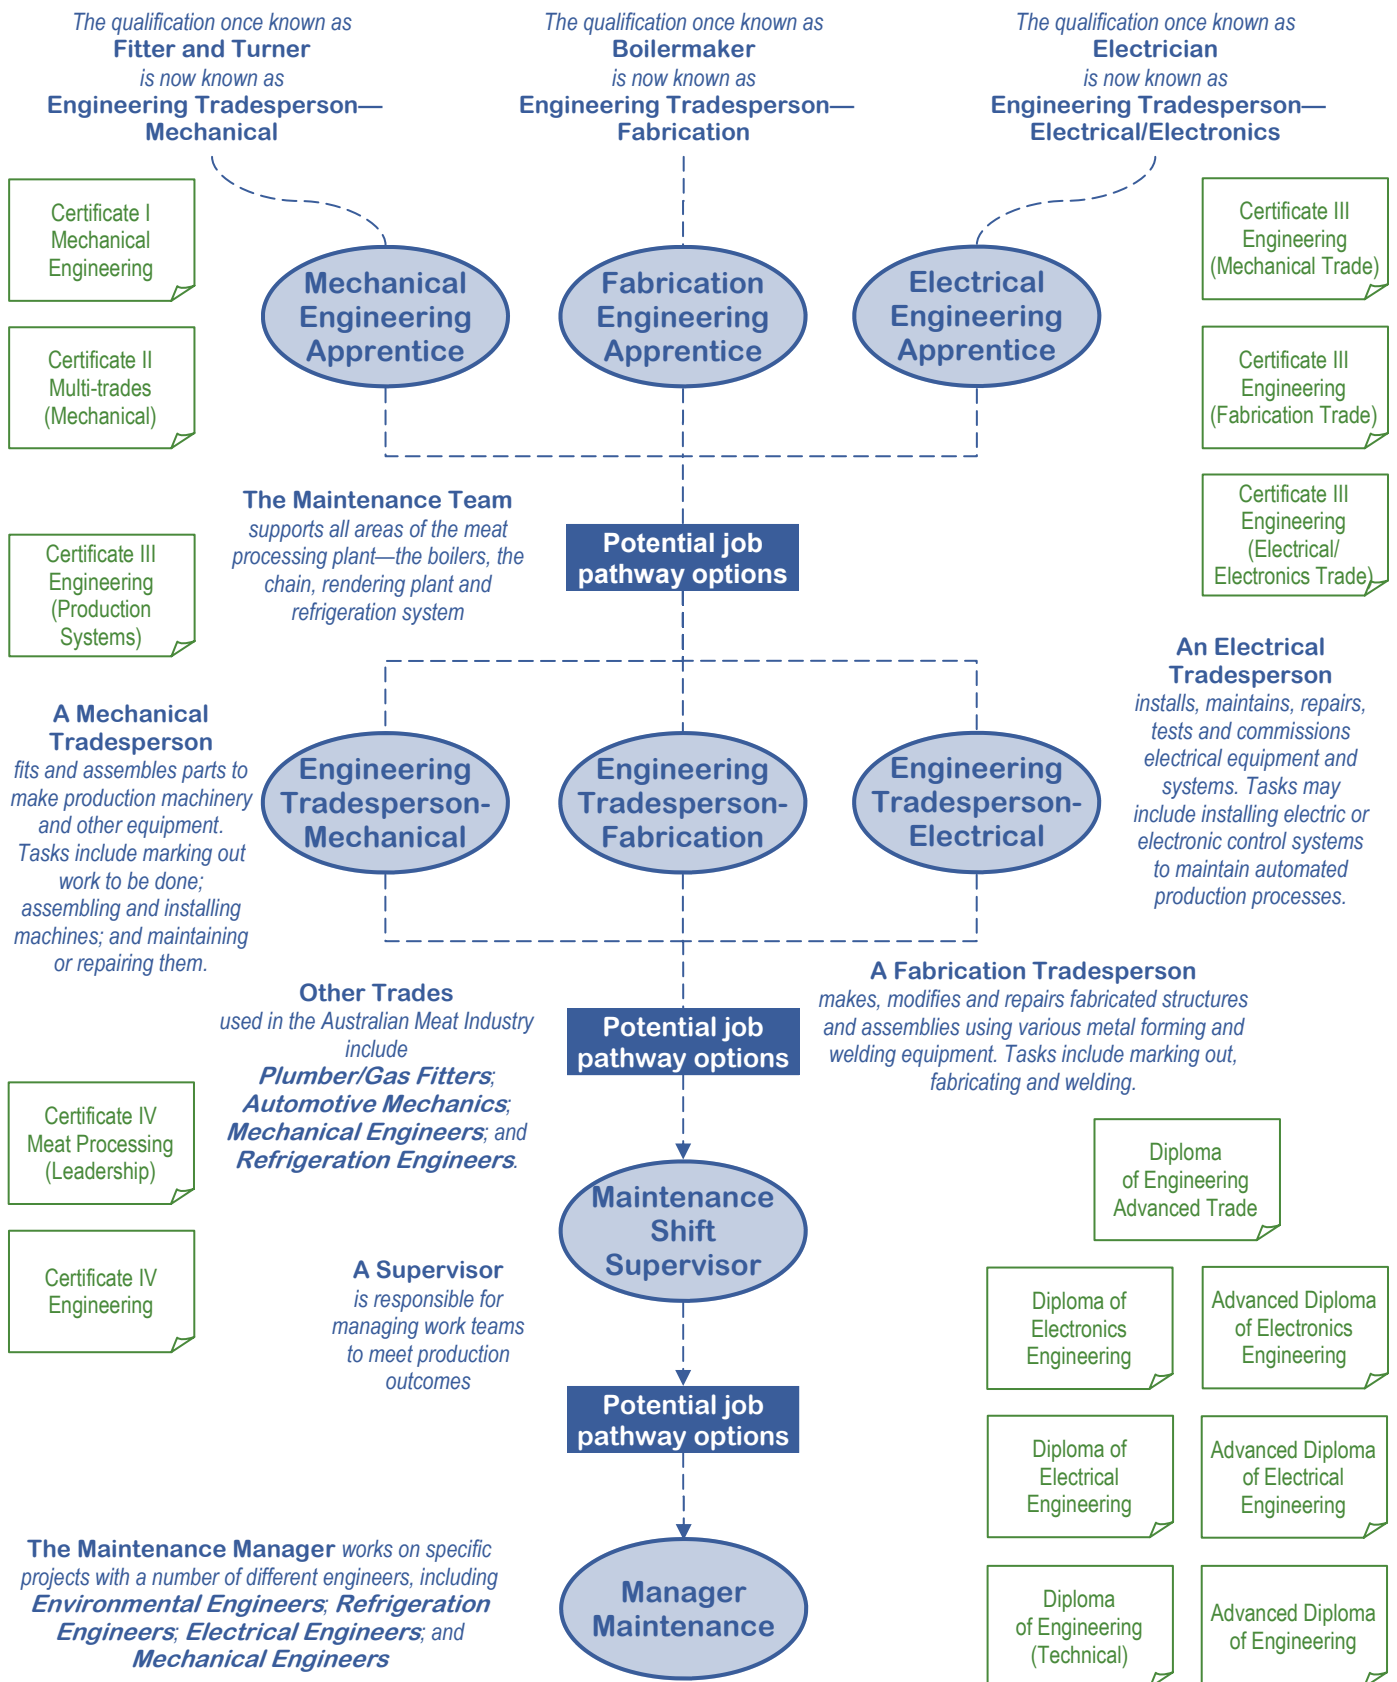 The qualification once known as
Fitter and Turner
is now known as
Engineering Tradesperson—
Mechanical
The qualification once known as
Boilermaker
is now known as
Engineering Tradesperson—
Fabrication
The qualification once known as
Electrician
is now known as
Engineering Tradesperson—
Electrical/Electronics
Certificate I
Mechanical
Engineering
Mechanical
Engineering
Apprentice
Fabrication
Engineering
Apprentice
Electrical
Engineering
Apprentice
Certificate III
Engineering
(Mechanical Trade)
Certificate II
Multi-trades
(Mechanical)
Certificate III
Engineering
(Fabrication Trade)
The Maintenance Team
supports all areas of the meat
processing plant—the boilers, the
chain, rendering plant and
refrigeration system
Potential job
pathway options
Certificate III
Engineering
(Electrical/
Electronics Trade)
Certificate III
Engineering
(Production
Systems)
A Mechanical
Tradesperson
fits and assembles parts to
make production machinery
and other equipment.
Tasks include marking out
work to be done;
assembling and installing
machines; and maintaining
or repairing them.
Engineering
Tradesperson-
Mechanical
Engineering
Tradesperson-
Fabrication
Engineering
Tradesperson-
Electrical
An Electrical
Tradesperson
installs, maintains, repairs,
tests and commissions
electrical equipment and
systems. Tasks may
include installing electric or
electronic control systems
to maintain automated
production processes.
Other Trades
used in the Australian Meat Industry
include
Plumber/Gas Fitters;
Automotive Mechanics;
Mechanical Engineers; and
Refrigeration Engineers.
Potential job
pathway options
A Fabrication Tradesperson
makes, modifies and repairs fabricated structures
and assemblies using various metal forming and
welding equipment. Tasks include marking out,
fabricating and welding.
Certificate IV
Meat Processing
(Leadership)
Maintenance
Shift
Supervisor
Diploma
of Engineering
Advanced Trade
Certificate IV
Engineering
A Supervisor
is responsible for
managing work teams
to meet production
outcomes
Diploma of
Electronics
Engineering
Advanced Diploma
of Electronics
Engineering
Potential job
pathway options
Diploma of
Electrical
Engineering
Advanced Diploma
of Electrical
Engineering
The Maintenance Manager works on specific
projects with a number of different engineers, including
Environmental Engineers; Refrigeration
Engineers; Electrical Engineers; and
Mechanical Engineers
Manager
Maintenance
Diploma
of Engineering
(Technical)
Advanced Diploma
of Engineering